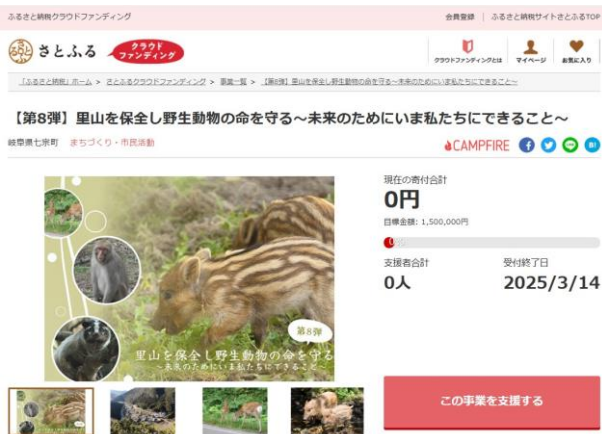 ふるさと納税クラウドファンディング
会員登録 | ふるさと納税サイトさとふるTOP
さとふる クラウドファンディング
クラウドファンディングとは マイページ お気に入り
「ふるさと納税」ホーム > さとふるクラウドファンディング > 事業一覧 > 【第8弾】里山を保全し野生動物の命を守る～未来のためにいま私たちにできること～
【第8弾】里山を保全し野生動物の命を守る～未来のためにいま私たちにできること～
岐阜県七宗町 まちづくり・市民活動
CAMPFIRE
現在の寄付合計
0円
目標金額: 1,500,000円
支援者合計 受付終了日
0人 2025/3/14
第8弾
里山を保全し野生動物の命を守る
～未来のためにいま私たちにできること～
この事業を支援する